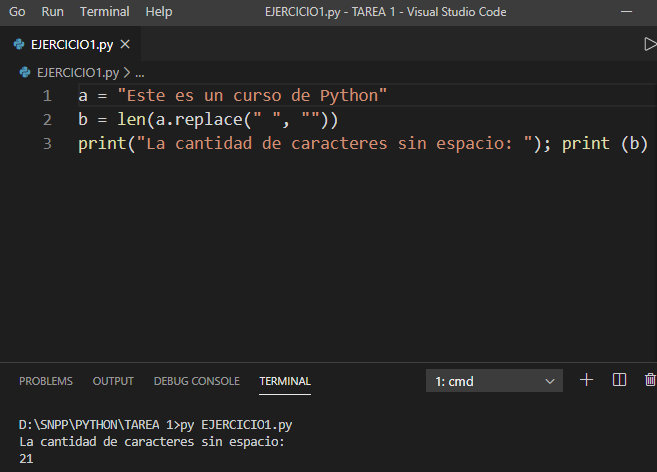 Go Run Terminal Help EJERCICIO1.py - TAREA 1 - Visual Studio Code
EJERCICIO1.py
EJERCICIO1.py > ...
1 a = "Este es un curso de Python"
2 b = len(a.replace(" ", ""))
3 print("La cantidad de caracteres sin espacio: "); print (b)
PROBLEMS OUTPUT DEBUG CONSOLE TERMINAL 1: cmd
D:\SNPP\PYTHON\TAREA 1>py EJERCICIO1.py
La cantidad de caracteres sin espacio:
21